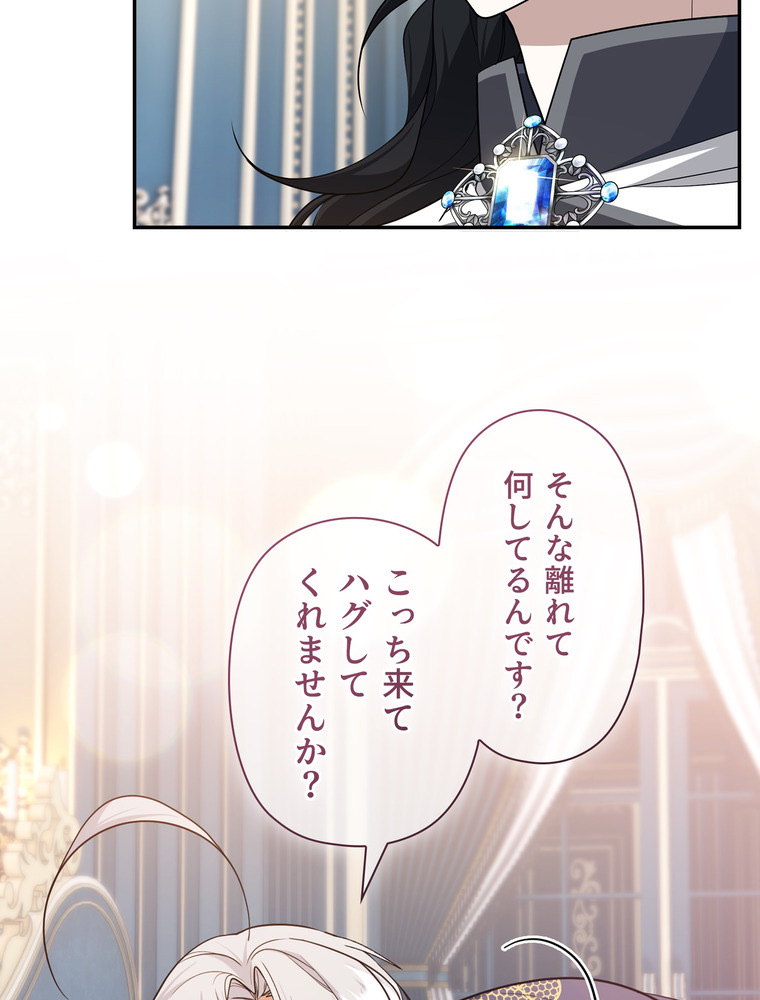 そんな離れて
何してるんです？
こっち来て
ハグして
くれませんか？